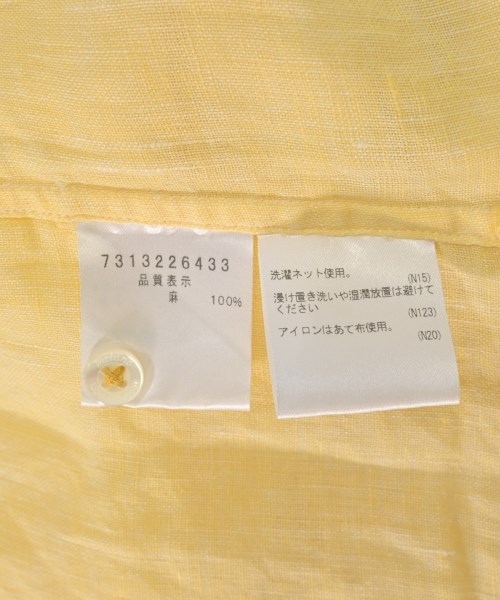 7313226433
品質表示
麻 100%
洗濯ネット使用。 (N15)
浸け置き洗いや湿潤放置は避けて
ください (N123)
アイロンはあて布使用。 (N20)